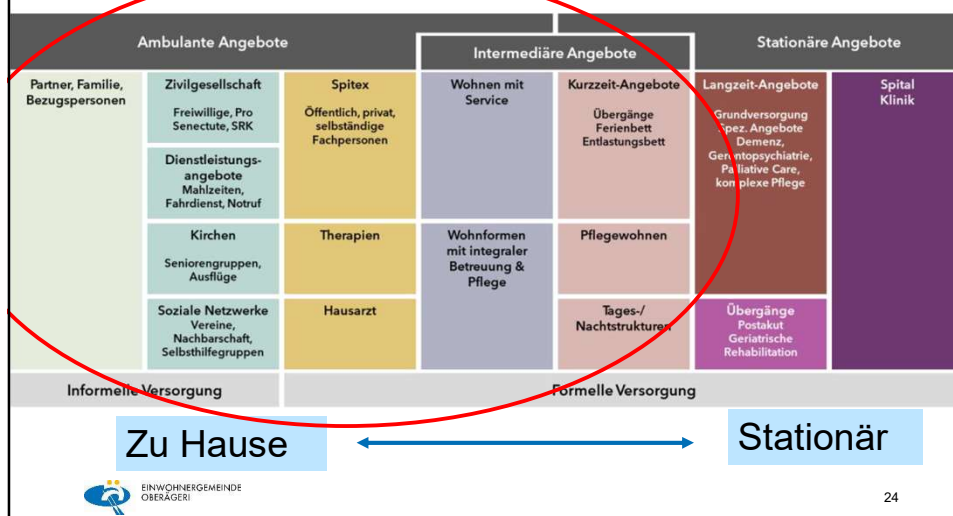 Ambulante Angebote
Intermediäre Angebote
Stationäre Angebote
Partner, Familie,
Bezugspersonen
Zivilgesellschaft
Freiwillige, Pro
Senectute, SRK
Dienstleistungs-
angebote
Mahlzeiten,
Fahrdienst, Notruf
Kirchen
Seniorengruppen,
Ausflüge
Soziale Netzwerke
Vereine,
Nachbarschaft,
Selbsthilfegruppen
Spitex
Öffentlich, privat,
selbständige
Fachpersonen
Therapien
Hausarzt
Wohnen mit
Service
Wohnformen
mit integraler
Betreuung &
Pflege
Kurzzeit-Angebote
Übergänge
Ferienbett
Entlastungsbett
Pflegewohnen
Tages-/
Nachtstrukturen
Langzeit-Angebote
Grundversorgung
Spez. Angebote
Demenz,
Gerontopsychiatrie,
Palliative Care,
komplexe Pflege
Übergänge
Postakut
Geriatrische
Rehabilitation
Spital
Klinik
Informelle Versorgung
Formelle Versorgung
Zu Hause
Stationär
EINWOHNERGEMEINDE
OBERÄGERI
24